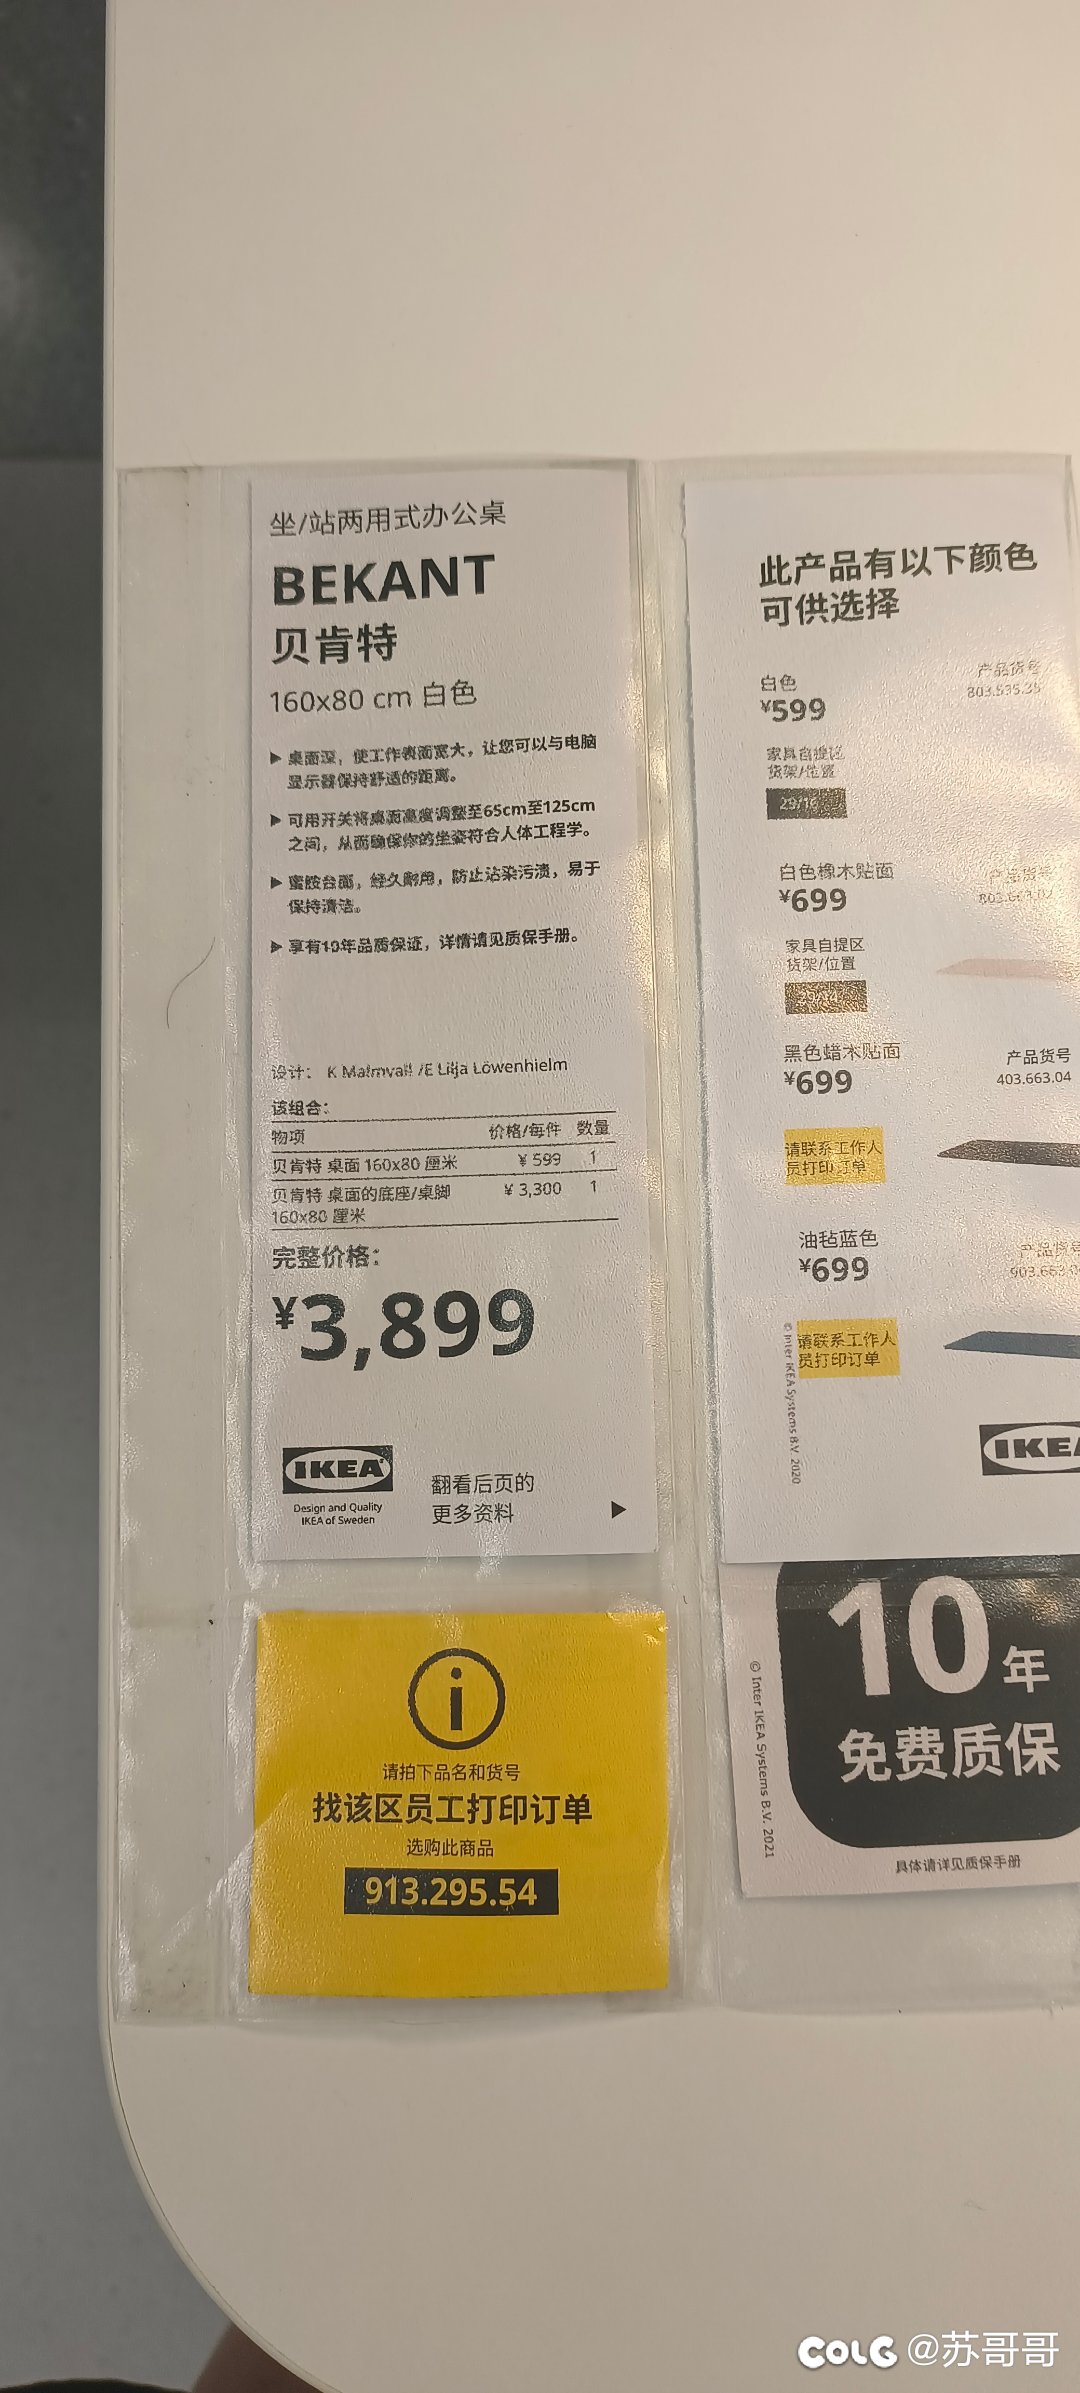 坐/站两用式办公桌
BEKANT
贝肯特
160x80 cm 白色
▶ 桌面深，使工作表面宽大，让您可以与电脑
显示器保持舒适的距离。
▶ 可用开关将桌面高度调整至65cm至125cm
之间，从而确保你的坐姿符合人体工程学。
▶ 蜜胺台面，经久耐用，防止沾染污渍，易于
保持清洁。
▶ 享有10年品质保证，详情请见质保手册。
设计： K Malmvall /E Lilja Löwenhielm
该组合：
物项 价格/每件 数量
贝肯特 桌面 160x80 厘米 ¥ 599 1
贝肯特 桌面的底座/桌脚 ¥ 3,300 1
160x80 厘米
完整价格：
¥3,899
IKEA
Design and Quality
IKEA of Sweden
翻看后页的
更多资料
▶
i
请拍下品名和货号
找该区员工打印订单
选购此商品
913.295.54
此产品有以下颜色
可供选择
白色 产品货号
¥599
家具自提区
货架/位置
白色橡木贴面 产品货号
¥699
家具自提区
货架/位置
黑色蜡木贴面 产品货号
¥699 403.663.04
请联系工作人
员打印订单
油毡蓝色 产品货号
¥699
请联系工作人
员打印订单
© Inter IKEA Systems B.V. 2020
IKEA
10年
免费质保
© Inter IKEA Systems B.V. 2021
具体请详见质保手册
COLG @苏哥哥